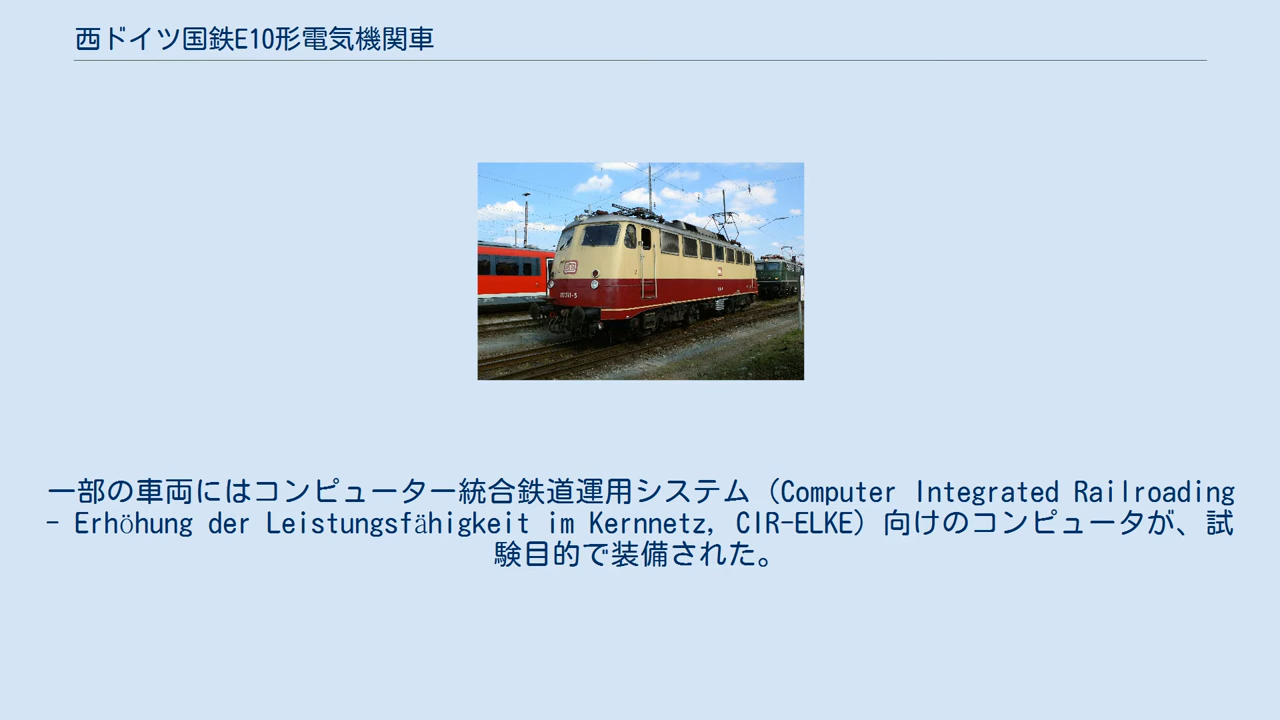 西ドイツ国鉄E10形電気機関車
一部の車両にはコンピューター統合鉄道運用システム（Computer Integrated Railroading
- Erhöhung der Leistungsfähigkeit im Kernnetz, CIR-ELKE）向けのコンピュータが、試
験目的で装備された。